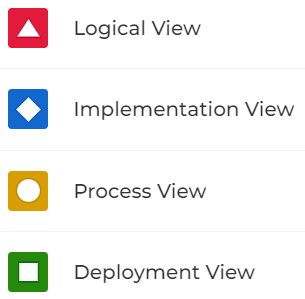 Logical View
Implementation View
Process View
Deployment View